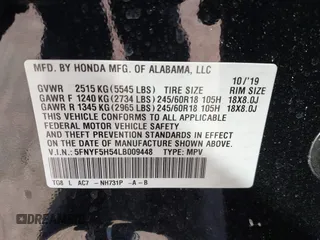 MFD. BY HONDA MFG. OF ALABAMA, LLC
10/'19
GVWR 2515 KG (5545 LBS) TIRE SIZE RIM SIZE
GAWR F 1240 KG (2734 LBS) 245/60R18 105H 18X8.0J
GAWR R 1345 KG (2965 LBS) 245/60R18 105H 18X8.0J
THIS VEHICLE CONFORMS TO ALL APPLICABLE
FEDERAL MOTOR VEHICLE SAFETY AND
THEFT PREVENTION STANDARDS IN EFFECT ON
THE DATE OF MANUFACTURE SHOWN ABOVE.
V.I.N.: 5FNYF5H54LB009448 TYPE: MPV
TG8 L AC7 -NH731P -A-B